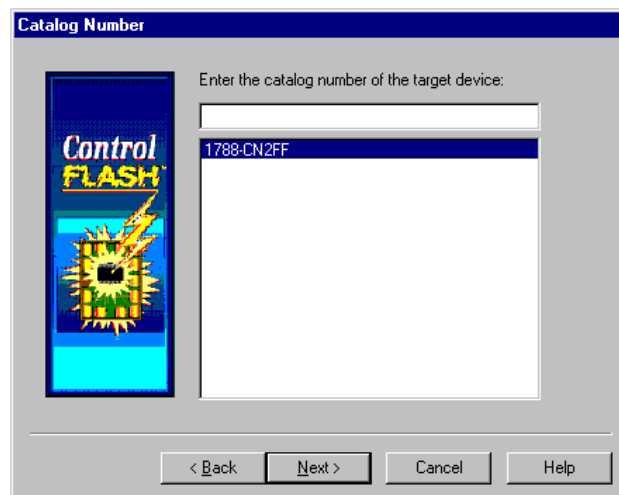 Catalog Number
Enter the catalog number of the target device:
1788-CN2FF
Control
FLASH
< Back
Next >
Cancel
Help